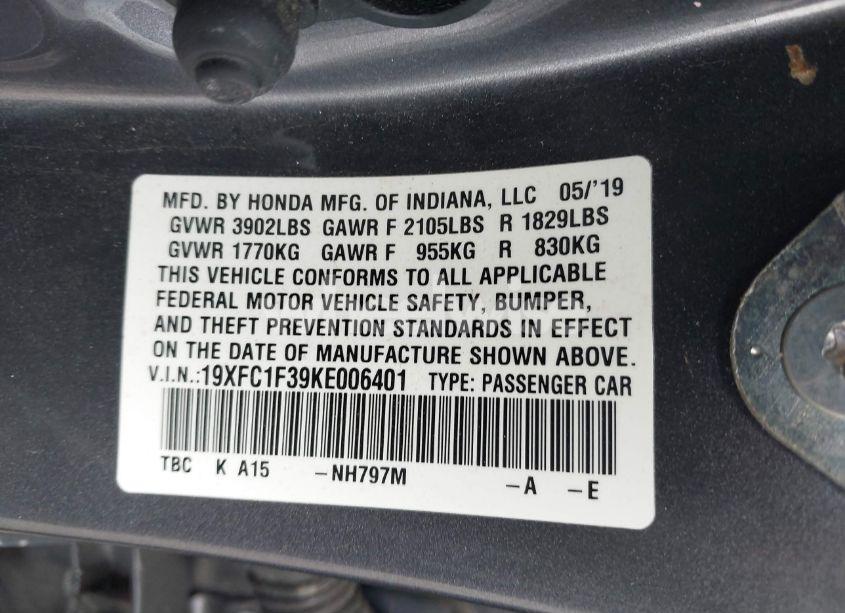 MFD. BY HONDA MFG. OF INDIANA, LLC 05/'19
GVWR 3902LBS GAWR F 2105LBS R 1829LBS
GVWR 1770KG GAWR F 955KG R 830KG
THIS VEHICLE CONFORMS TO ALL APPLICABLE
FEDERAL MOTOR VEHICLE SAFETY, BUMPER,
AND THEFT PREVENTION STANDARDS IN EFFECT
ON THE DATE OF MANUFACTURE SHOWN ABOVE.
V.I.N.:19XFC1F39KE006401 TYPE: PASSENGER CAR
TBC K A15 -NH797M -A -E